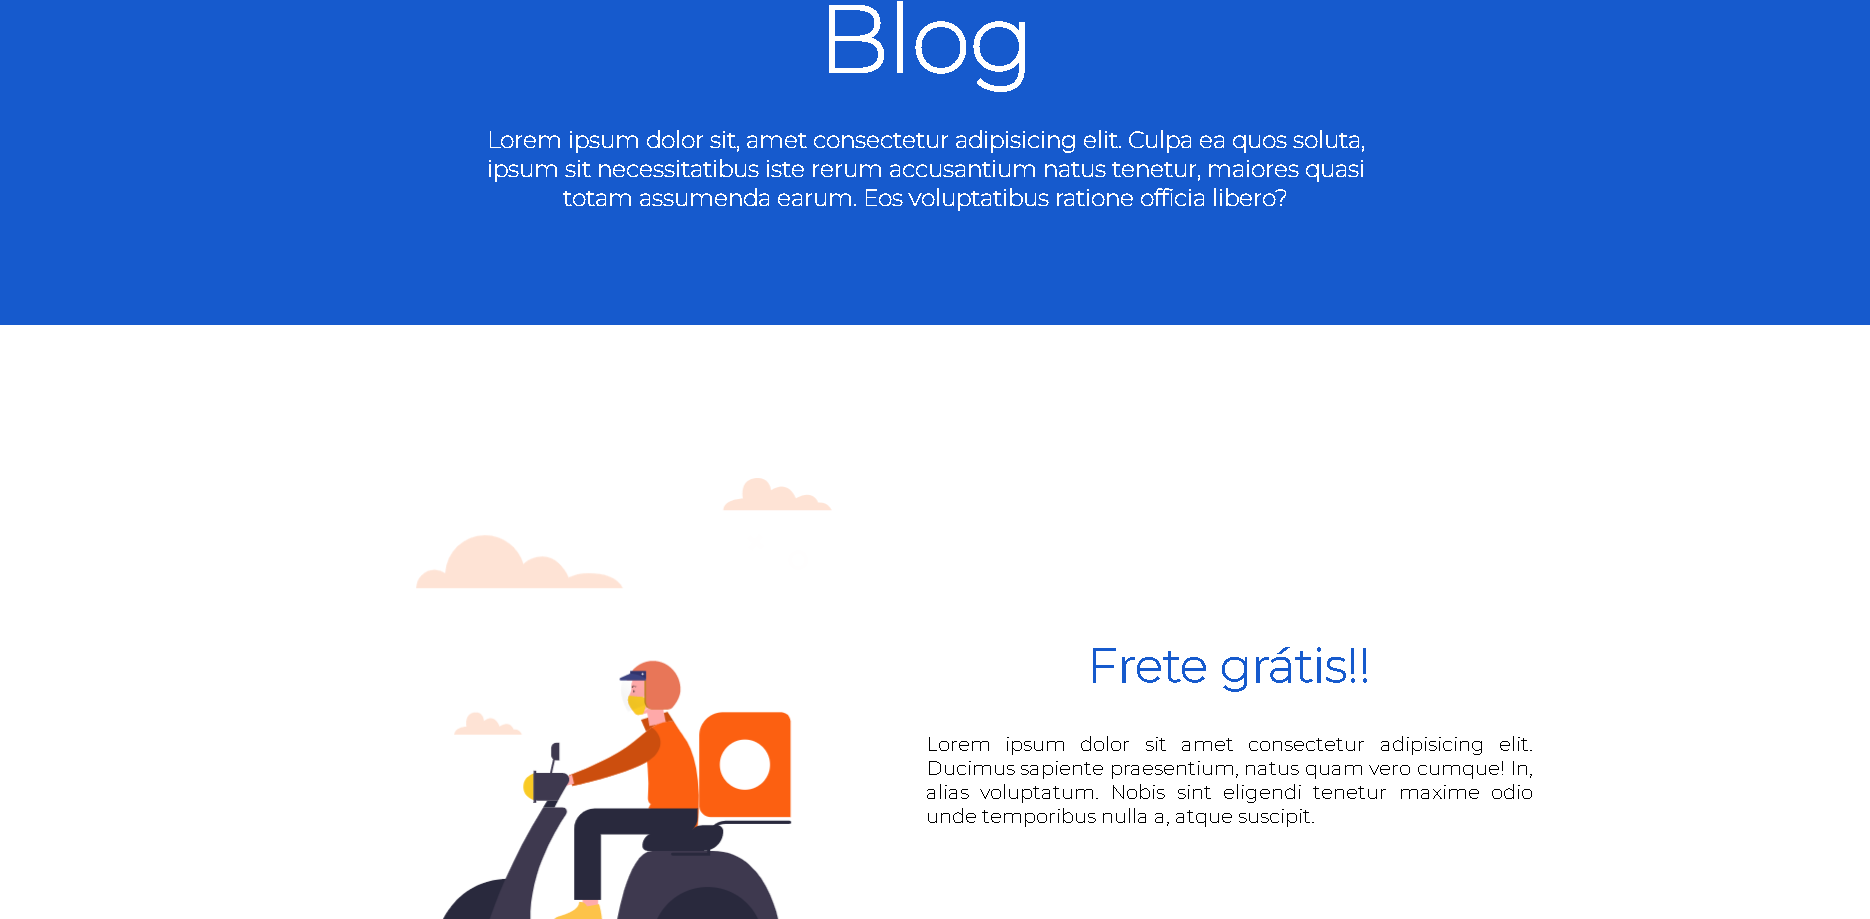 Blog
Lorem ipsum dolor sit, amet consectetur adipisicing elit. Culpa ea quos soluta,
ipsum sit necessitatibus iste rerum accusantium natus tenetur, maiores quasi
totam assumenda earum. Eos voluptatibus ratione officia libero?
Frete grátis!!
Lorem ipsum dolor sit amet consectetur adipisicing elit.
Ducimus sapiente praesentium, natus quam vero cumque! In,
alias voluptatum. Nobis sint eligendi tenetur maxime odio
unde temporibus nulla a, atque suscipit.